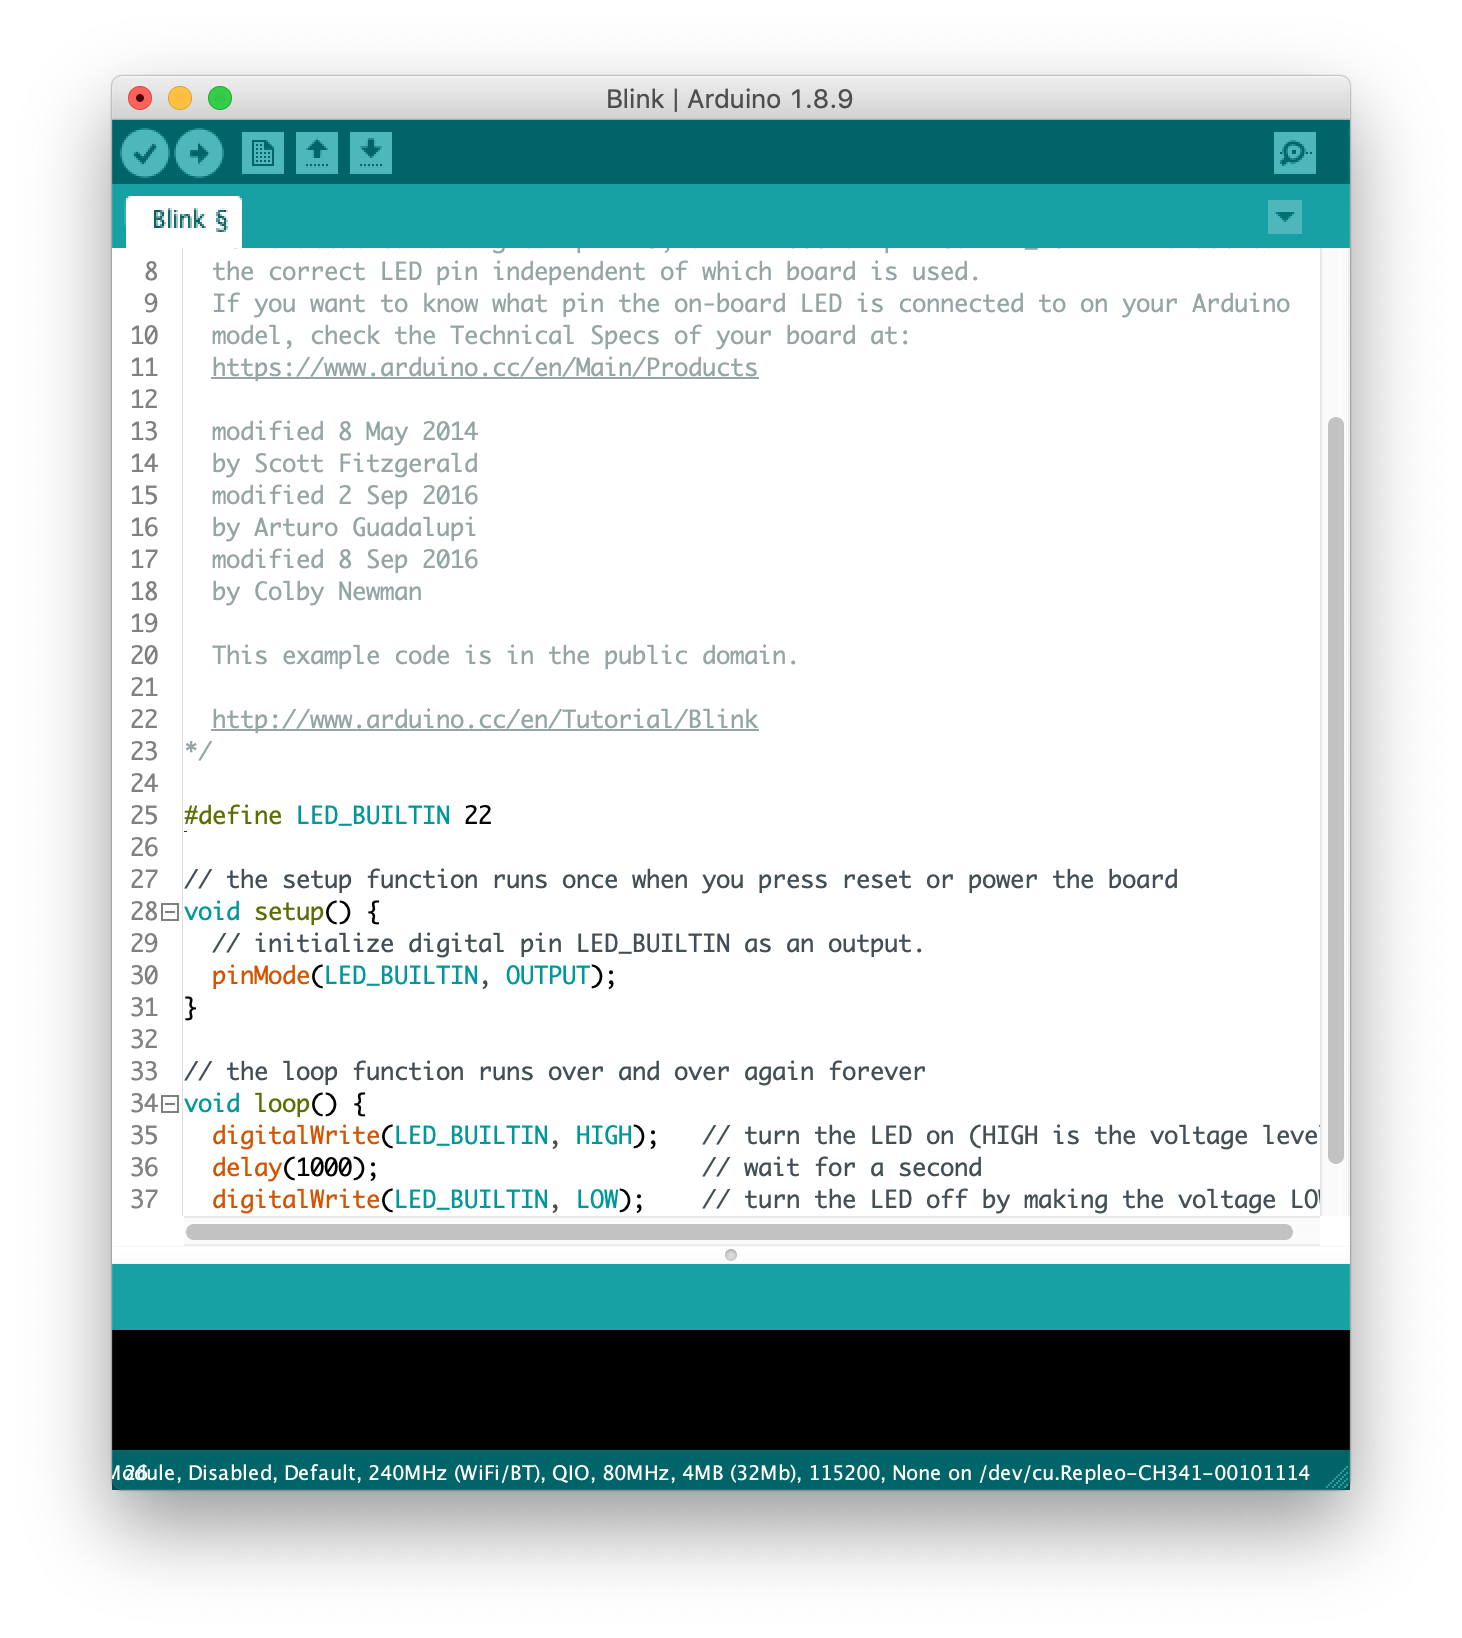 Blink | Arduino 1.8.9
Blink §
8 the correct LED pin independent of which board is used.
9 If you want to know what pin the on-board LED is connected to on your Arduino
10 model, check the Technical Specs of your board at:
11 https://www.arduino.cc/en/Main/Products
12
13 modified 8 May 2014
14 by Scott Fitzgerald
15 modified 2 Sep 2016
16 by Arturo Guadalupi
17 modified 8 Sep 2016
18 by Colby Newman
19
20 This example code is in the public domain.
21
22 http://www.arduino.cc/en/Tutorial/Blink
23 */
24
25 #define LED_BUILTIN 22
26
27 // the setup function runs once when you press reset or power the board
28 void setup() {
29 // initialize digital pin LED_BUILTIN as an output.
30 pinMode(LED_BUILTIN, OUTPUT);
31 }
32
33 // the loop function runs over and over again forever
34 void loop() {
35 digitalWrite(LED_BUILTIN, HIGH); // turn the LED on (HIGH is the voltage leve
36 delay(1000); // wait for a second
37 digitalWrite(LED_BUILTIN, LOW); // turn the LED off by making the voltage LO
26 Module, Disabled, Default, 240MHz (WiFi/BT), QIO, 80MHz, 4MB (32Mb), 115200, None on /dev/cu.Repleo-CH341-00101114